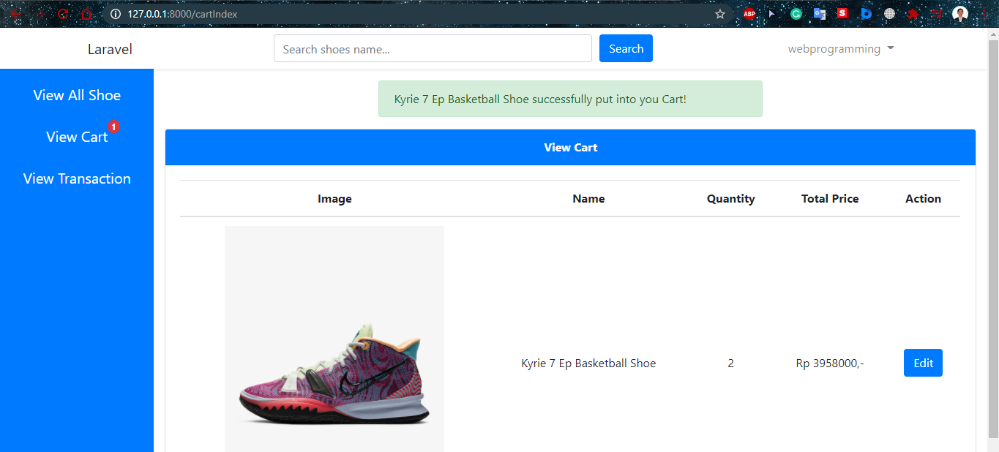 127.0.0.1:8000/cartIndex
ABP
G
S
Laravel
Search shoes name...
Search
webprogramming
View All Shoe
View Cart
1
View Transaction
Kyrie 7 Ep Basketball Shoe successfully put into you Cart!
View Cart
Image Name Quantity Total Price Action
Kyrie 7 Ep Basketball Shoe 2 Rp 3958000,- Edit